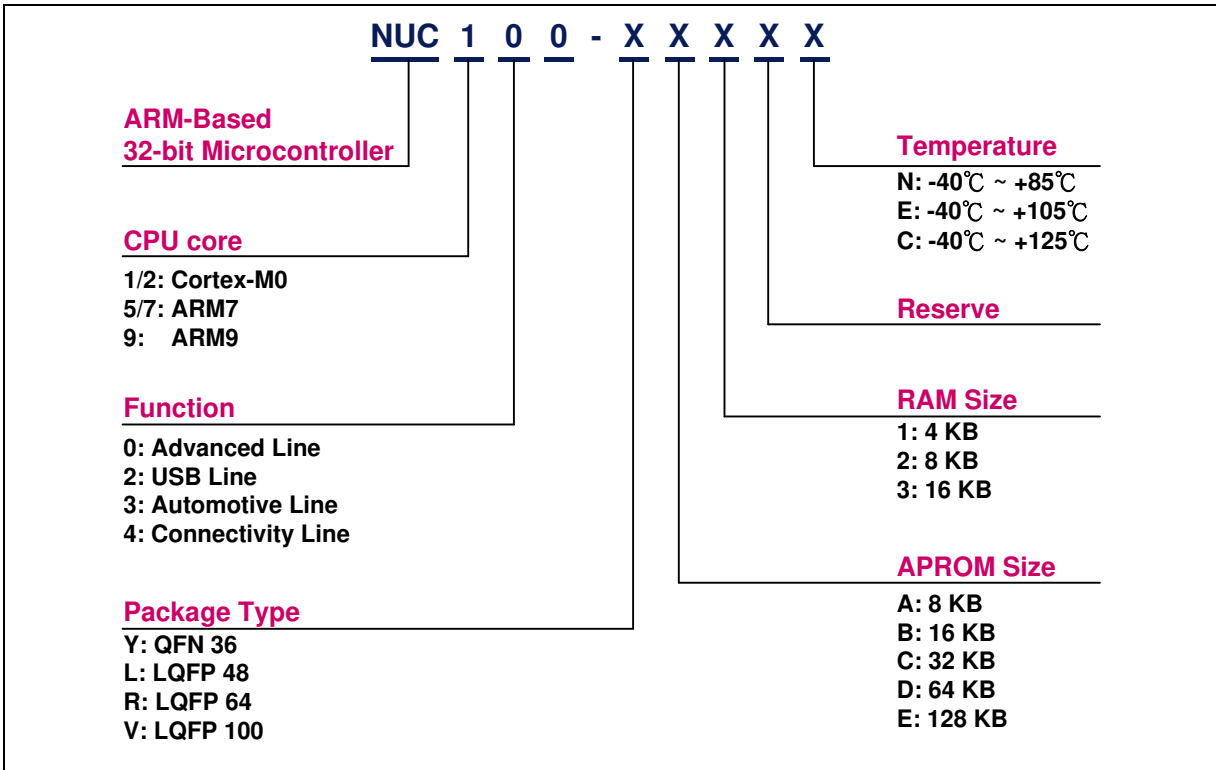 NUC 1 0 0 - X X X X X
ARM-Based
32-bit Microcontroller
CPU core
1/2: Cortex-M0
5/7: ARM7
9: ARM9
Function
0: Advanced Line
2: USB Line
3: Automotive Line
4: Connectivity Line
Package Type
Y: QFN 36
L: LQFP 48
R: LQFP 64
V: LQFP 100
Temperature
N: -40℃ ~ +85℃
E: -40℃ ~ +105℃
C: -40℃ ~ +125℃
Reserve
RAM Size
1: 4 KB
2: 8 KB
3: 16 KB
APROM Size
A: 8 KB
B: 16 KB
C: 32 KB
D: 64 KB
E: 128 KB